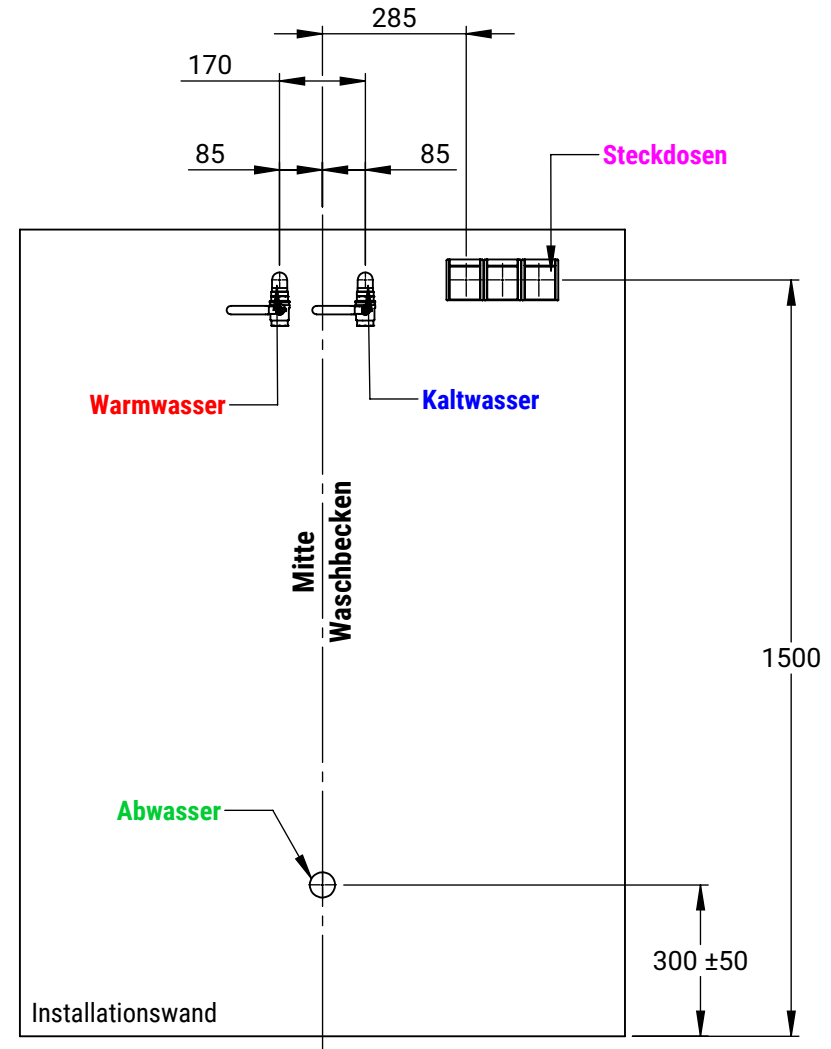 285
170
85
85
Steckdosen
Warmwasser
Kaltwasser
Mitte
Waschbecken
1500
Abwasser
300 ±50
Installationswand